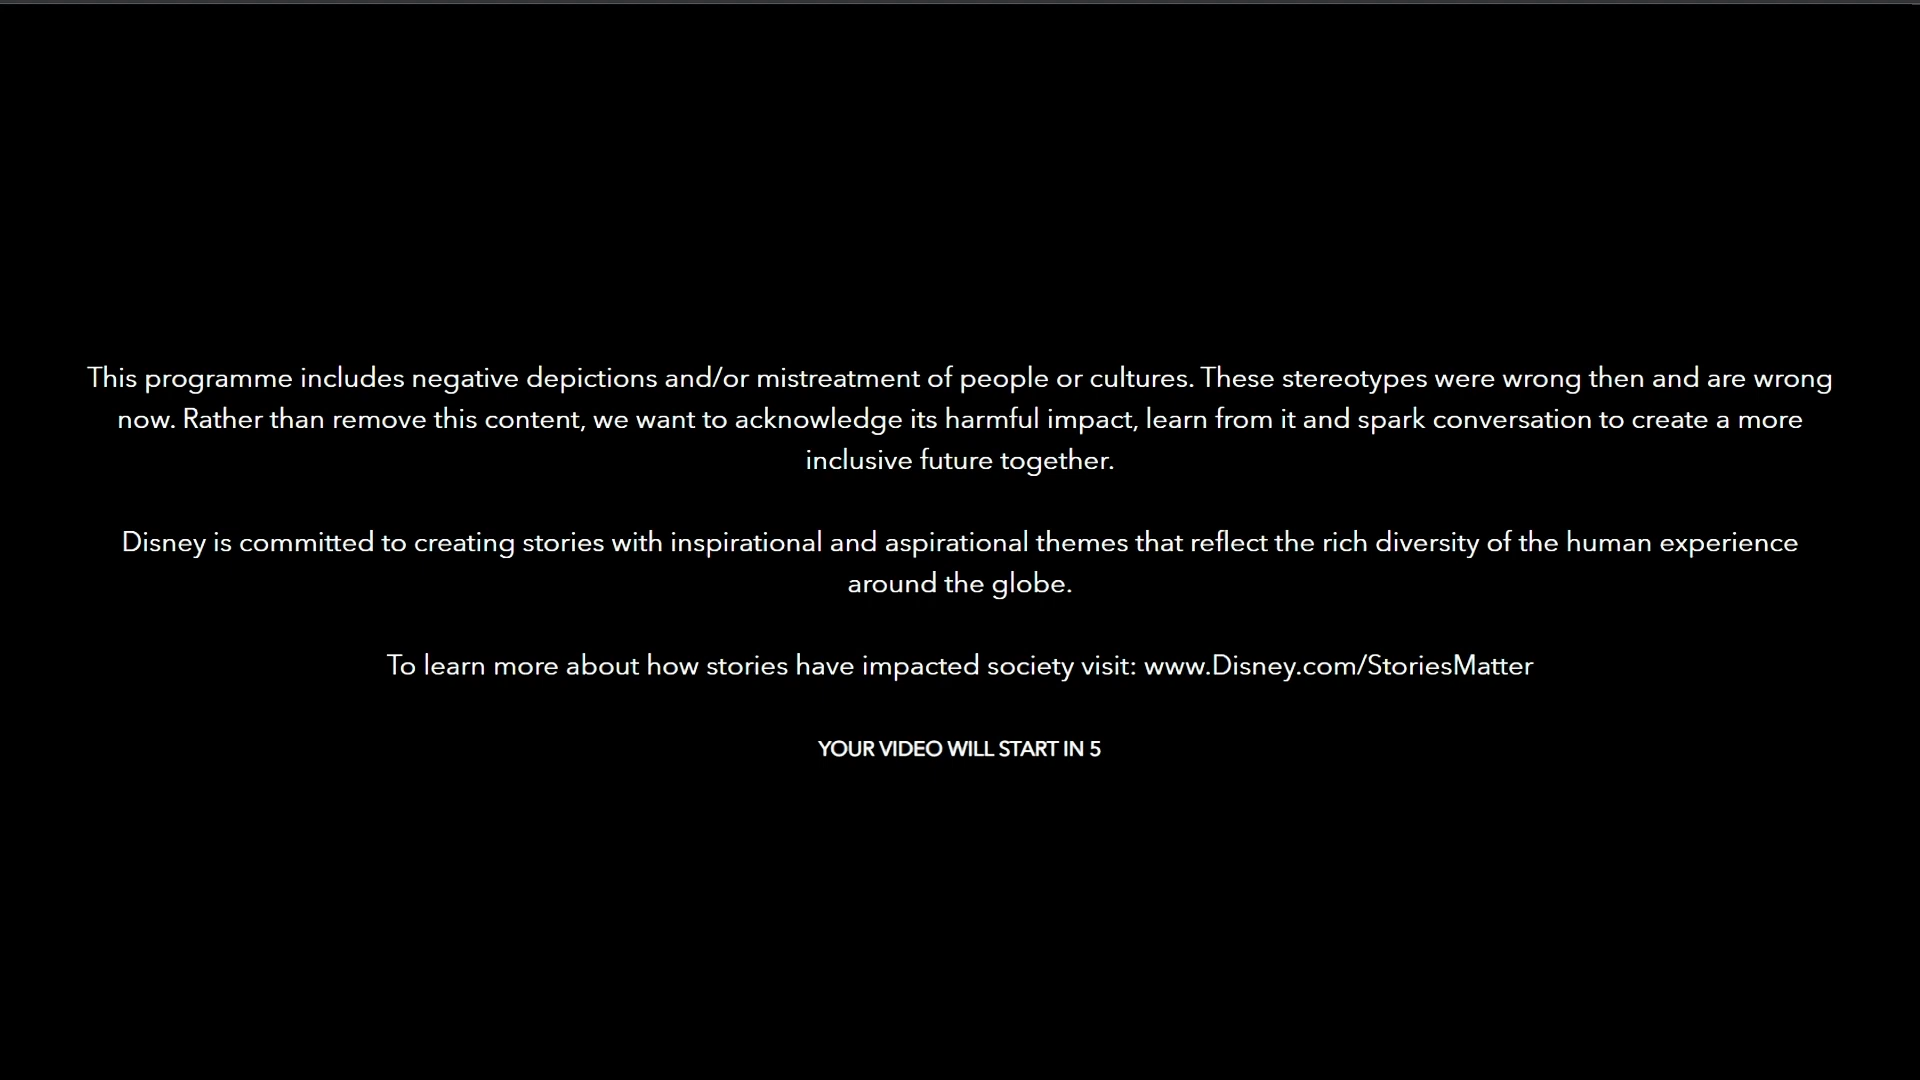 This programme includes negative depictions and/or mistreatment of people or cultures. These stereotypes were wrong then and are wrong
now. Rather than remove this content, we want to acknowledge its harmful impact, learn from it and spark conversation to create a more
inclusive future together.
Disney is committed to creating stories with inspirational and aspirational themes that reflect the rich diversity of the human experience
around the globe.
To learn more about how stories have impacted society visit: www.Disney.com/StoriesMatter
YOUR VIDEO WILL START IN 5